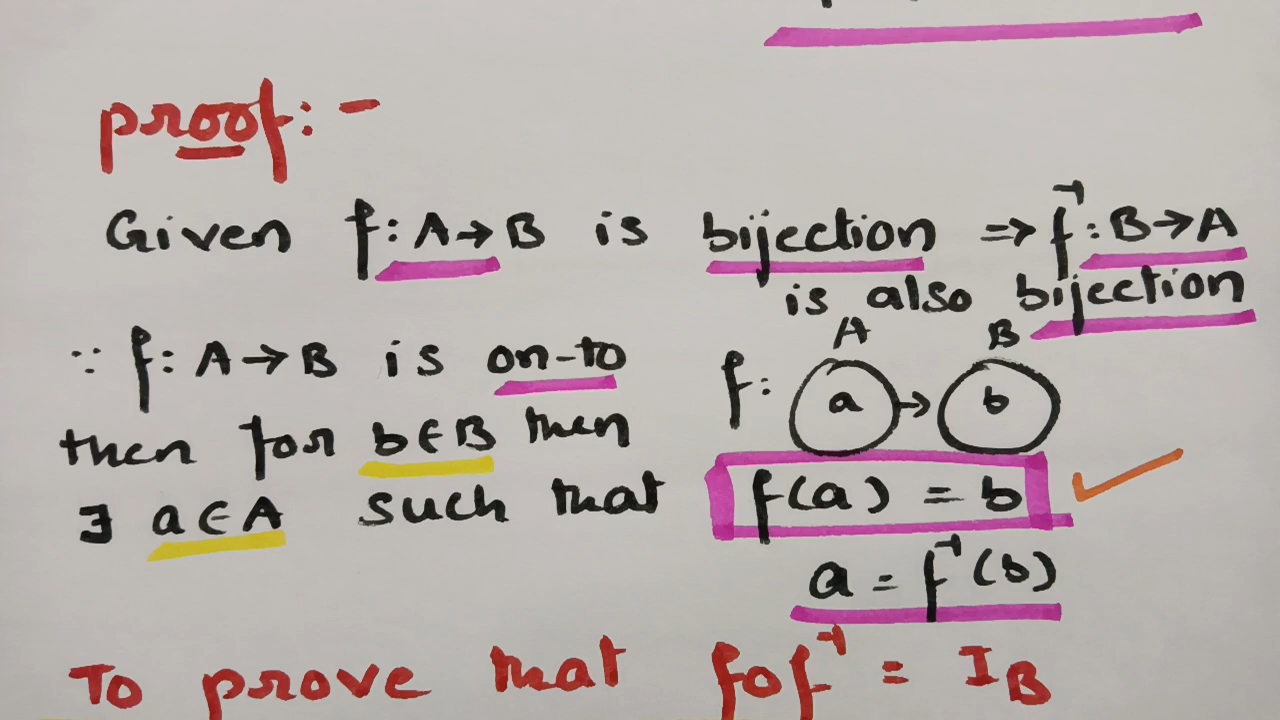 proof:-
Given f: A→B is bijection ⇒ f⁻¹: B→A
is also bijection
∵ f: A→B is on-to
A B
f: a → b
then for b∈B then
∃ a∈A such that f(a) = b ✓
a = f⁻¹(b)
To prove that fof⁻¹ = I_B